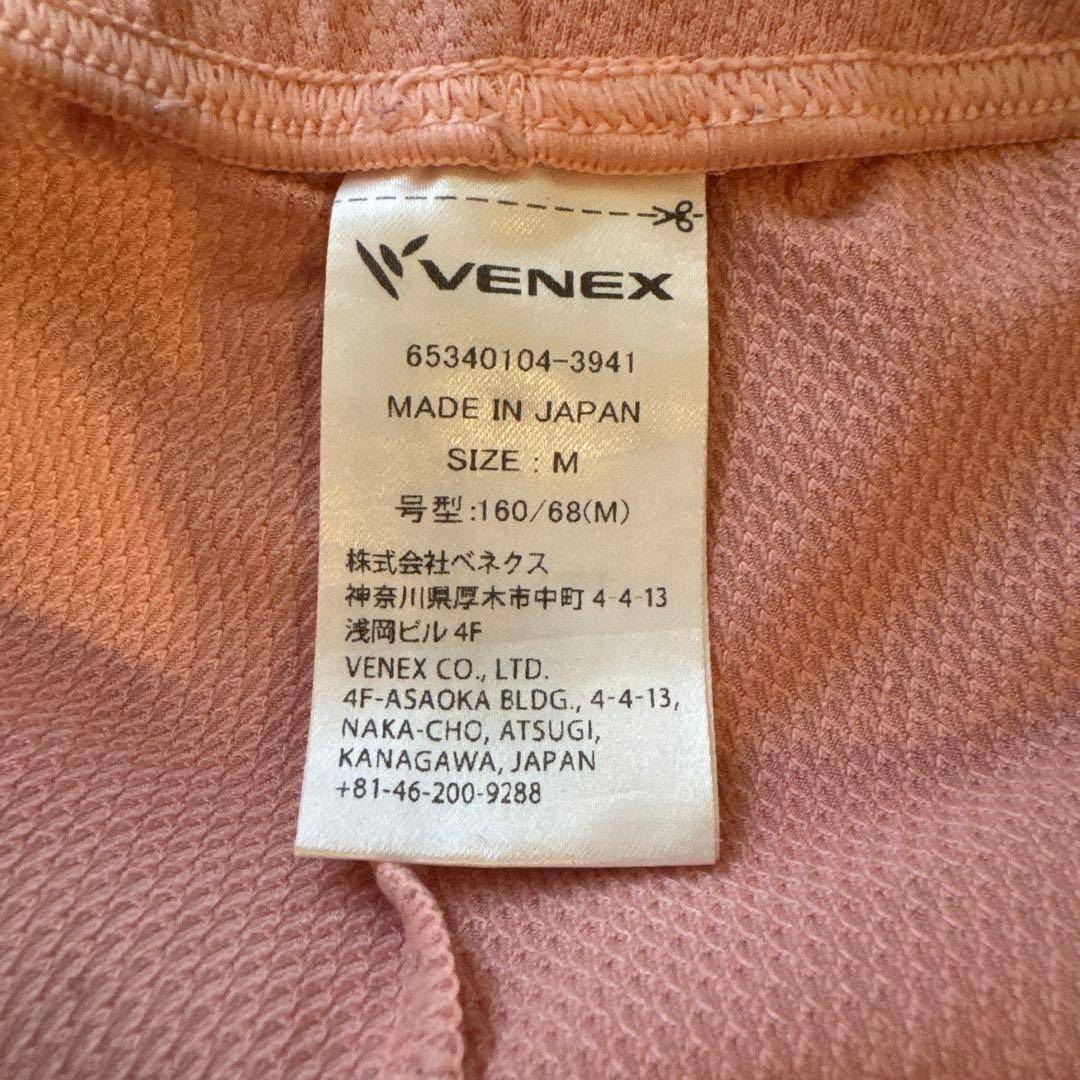 VENEX
65340104-3941
MADE IN JAPAN
SIZE : M
号型:160/68(M)
株式会社ベネクス
神奈川県厚木市中町 4-4-13
浅岡ビル 4F
VENEX CO., LTD.
4F-ASAOKA BLDG., 4-4-13,
NAKA-CHO, ATSUGI,
KANAGAWA, JAPAN
+81-46-200-9288